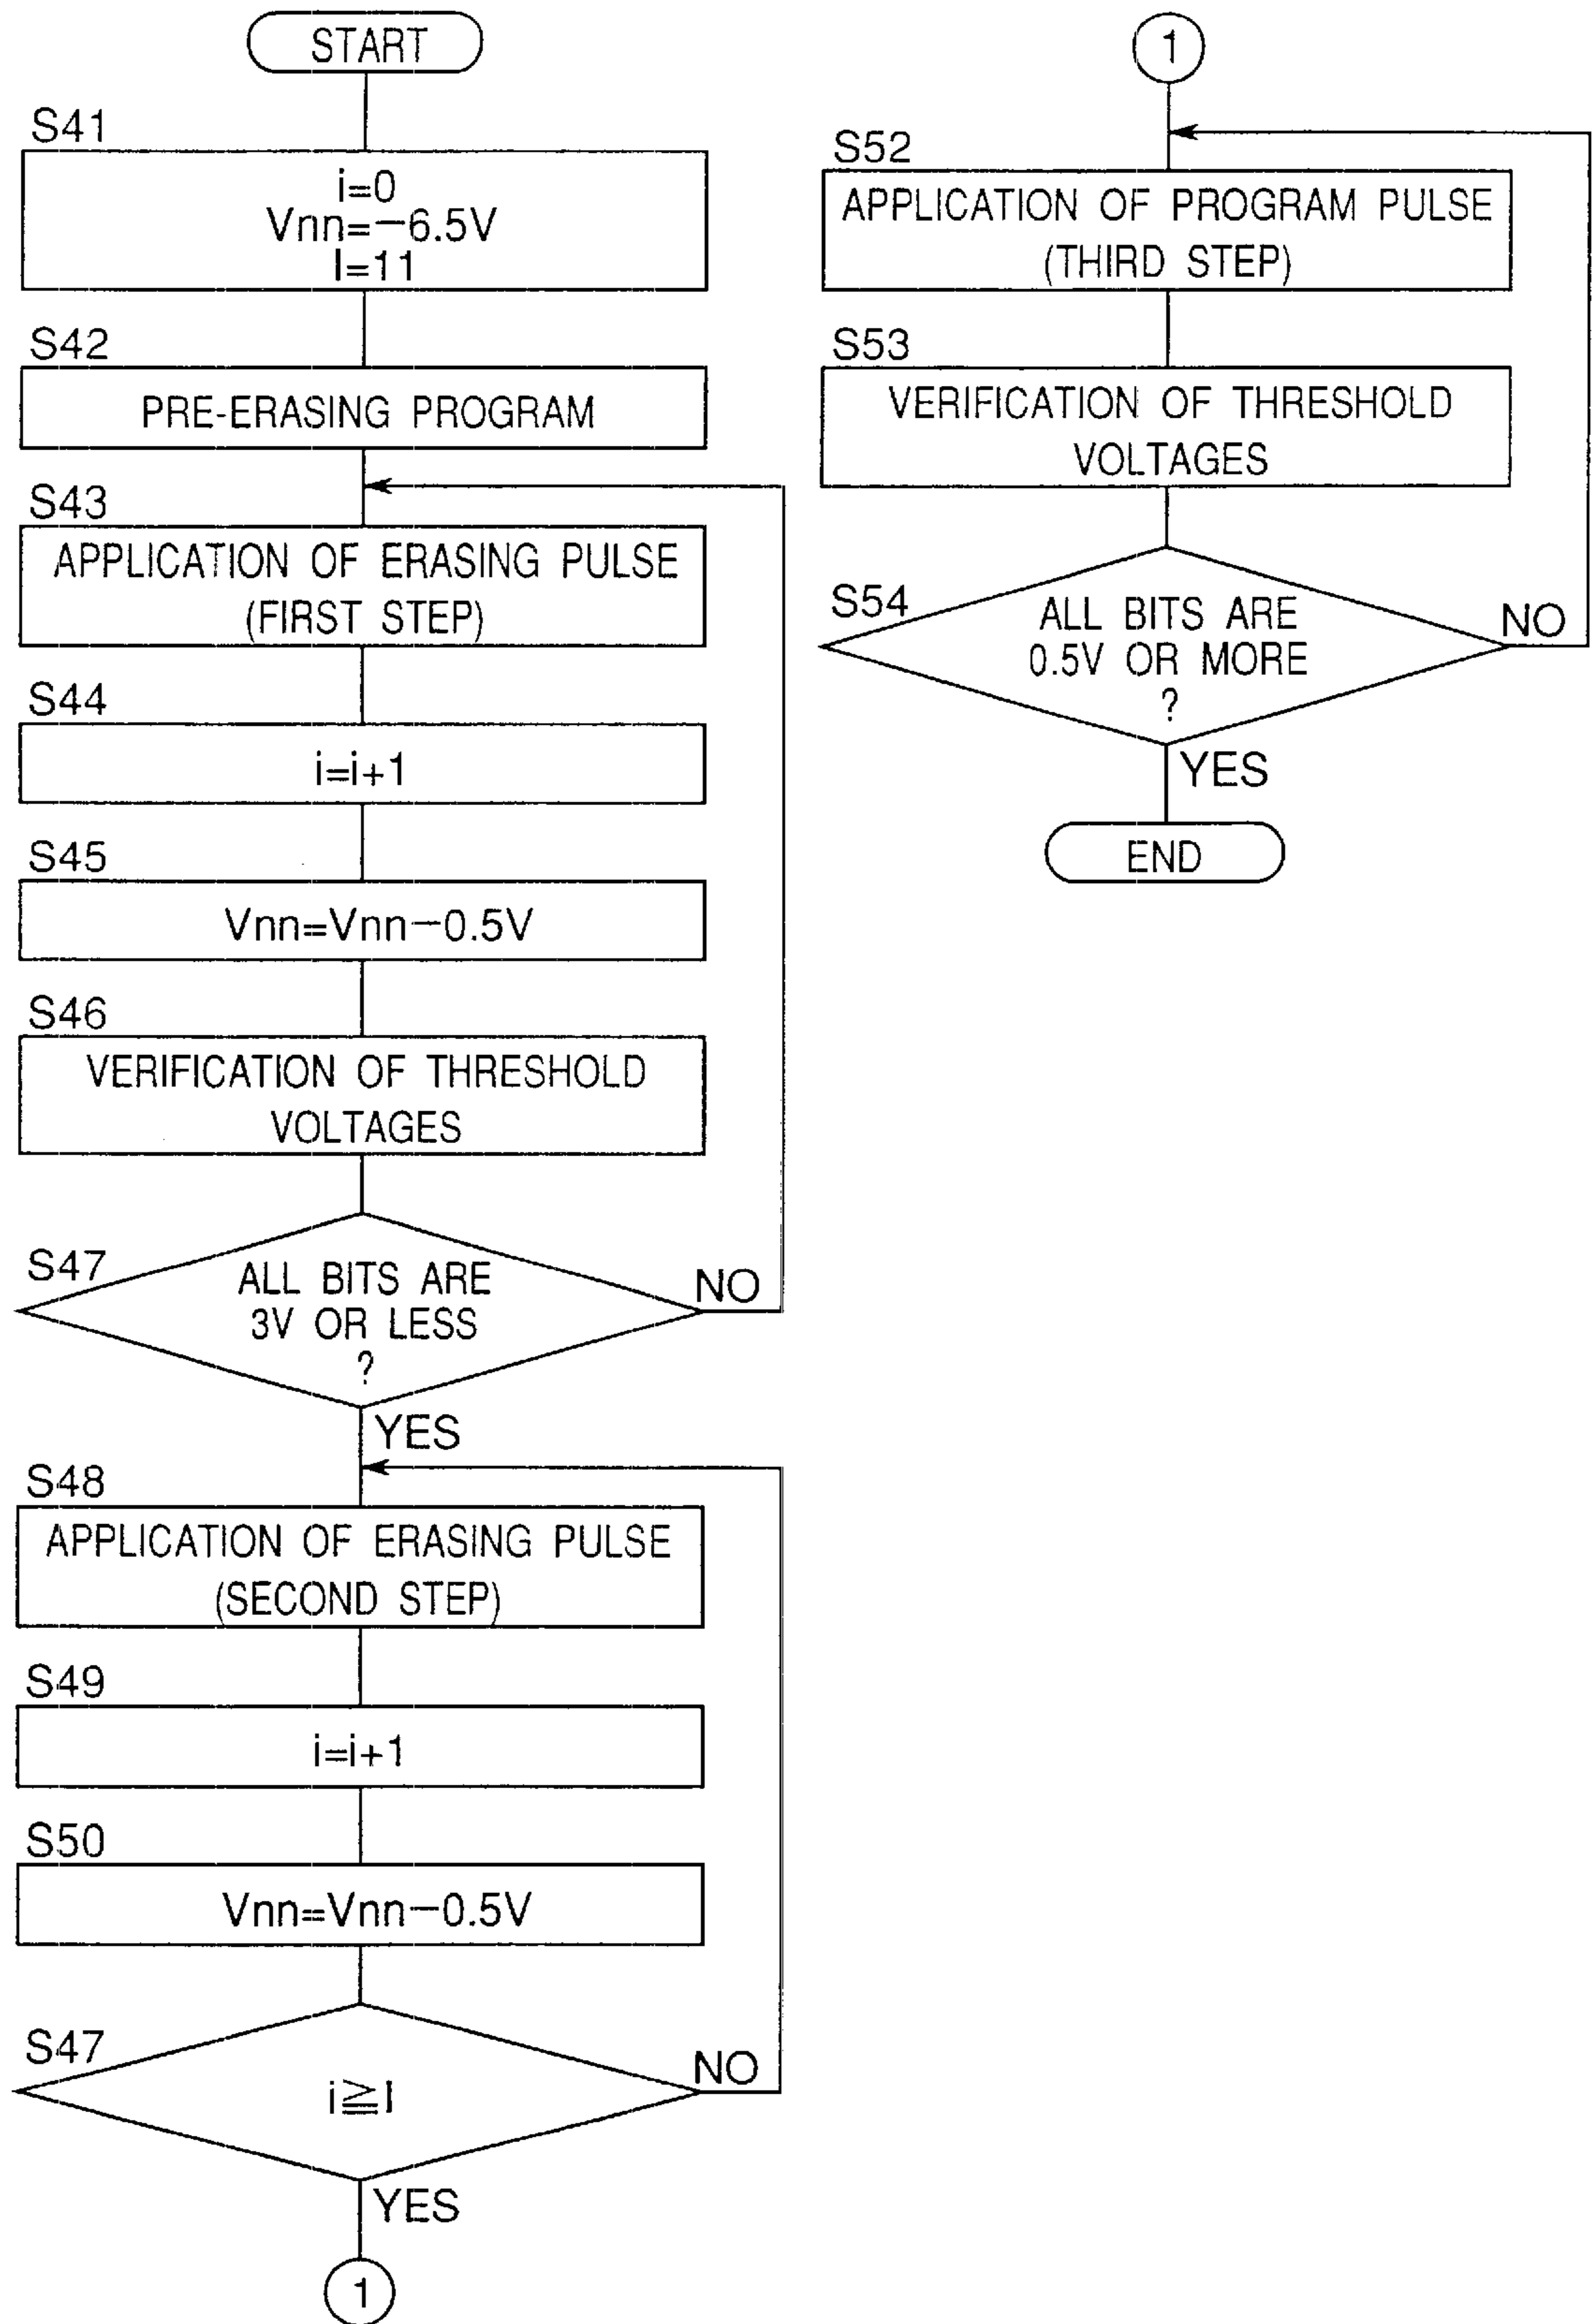 START
S41
i=0
Vnn=−6.5V
I=11
S42
PRE-ERASING PROGRAM
S43
APPLICATION OF ERASING PULSE
(FIRST STEP)
S44
i=i+1
S45
Vnn=Vnn−0.5V
S46
VERIFICATION OF THRESHOLD
VOLTAGES
S47
ALL BITS ARE
3V OR LESS
?
NO
YES
S48
APPLICATION OF ERASING PULSE
(SECOND STEP)
S49
i=i+1
S50
Vnn=Vnn−0.5V
S47
i≧I
NO
YES
1
1
S52
APPLICATION OF PROGRAM PULSE
(THIRD STEP)
S53
VERIFICATION OF THRESHOLD
VOLTAGES
S54
ALL BITS ARE
0.5V OR MORE
?
NO
YES
END